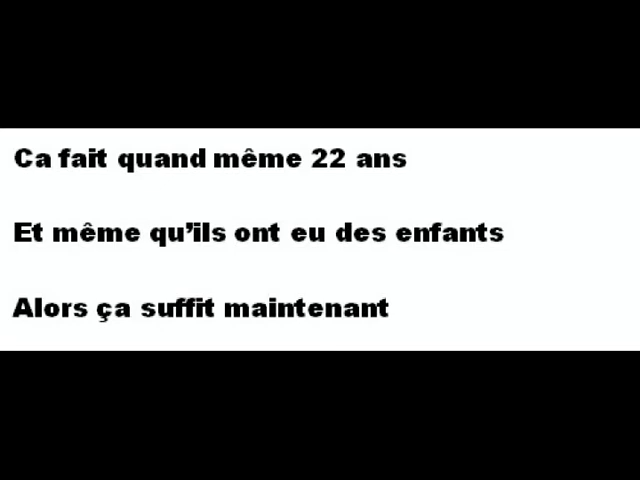 Ca fait quand même 22 ans
Et même qu’ils ont eu des enfants
Alors ça suffit maintenant